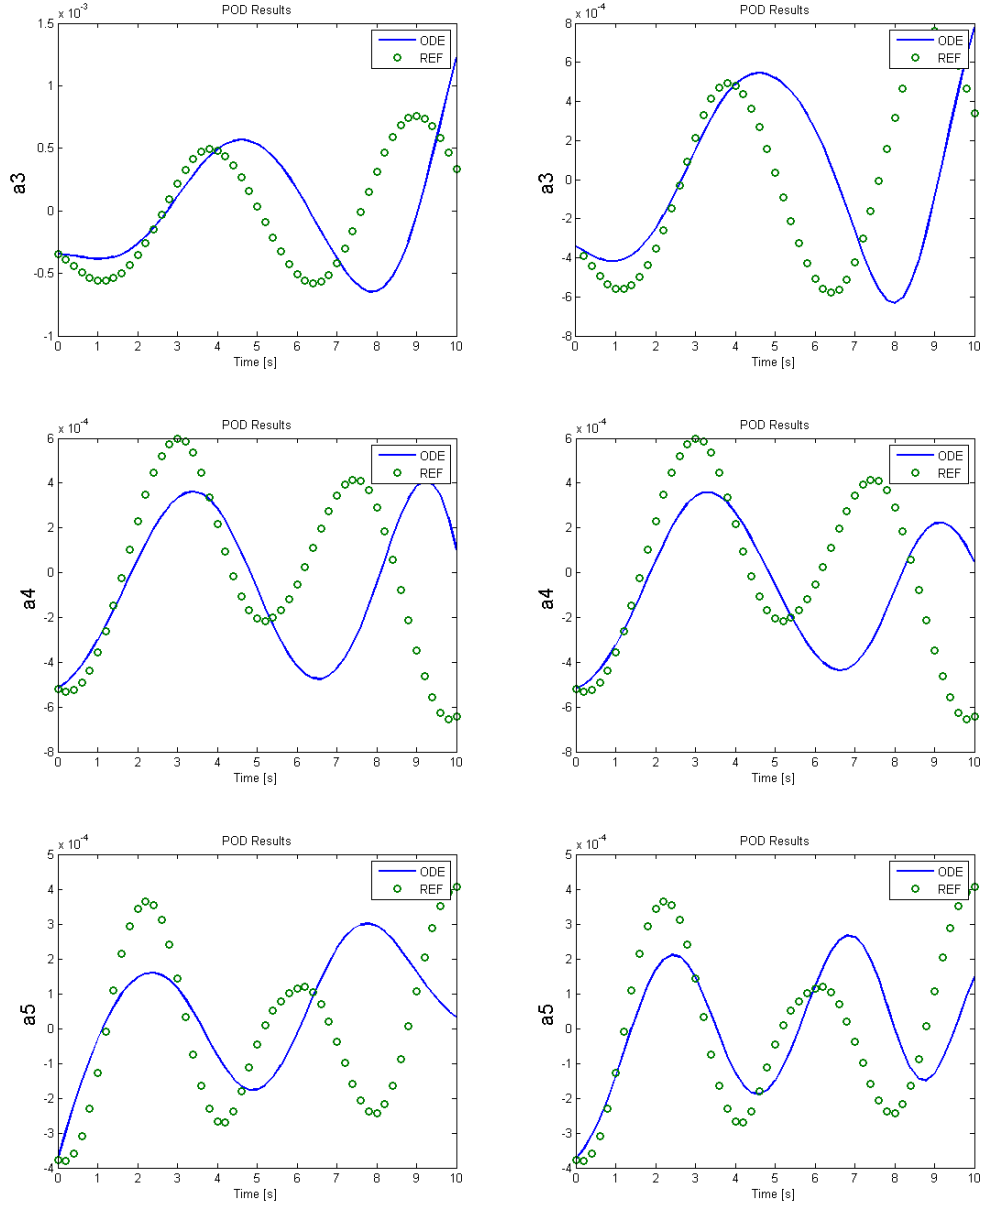 x 10⁻³ POD Results
1.5
1
0.5
0
-0.5
-1
a3
ODE
REF
0 1 2 3 4 5 6 7 8 9 10
Time [s]
x 10⁻⁴ POD Results
8
6
4
2
0
-2
-4
-6
-8
a3
ODE
REF
0 1 2 3 4 5 6 7 8 9 10
Time [s]
x 10⁻⁴ POD Results
6
4
2
0
-2
-4
-6
-8
a4
ODE
REF
0 1 2 3 4 5 6 7 8 9 10
Time [s]
x 10⁻⁴ POD Results
6
4
2
0
-2
-4
-6
-8
a4
ODE
REF
0 1 2 3 4 5 6 7 8 9 10
Time [s]
x 10⁻⁴ POD Results
5
4
3
2
1
0
-1
-2
-3
-4
a5
ODE
REF
0 1 2 3 4 5 6 7 8 9 10
Time [s]
x 10⁻⁴ POD Results
5
4
3
2
1
0
-1
-2
-3
-4
a5
ODE
REF
0 1 2 3 4 5 6 7 8 9 10
Time [s]